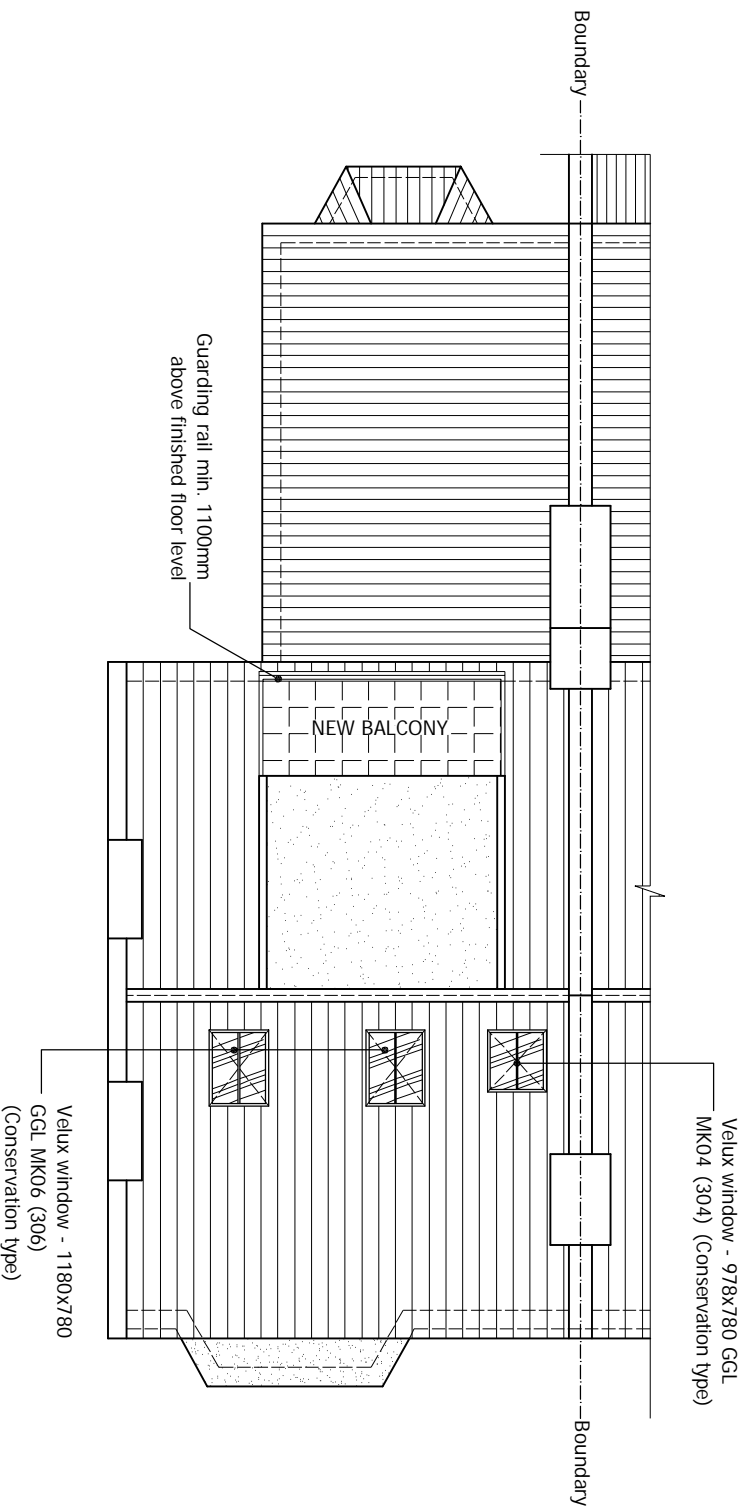 Boundary
Boundary
Velux window - 978x780 GGL
MK04 (304) (Conservation type)
Guarding rail min. 1100mm
above finished floor level
NEW BALCONY
Velux window - 1180x780
GGL MK06 (306)
(Conservation type)